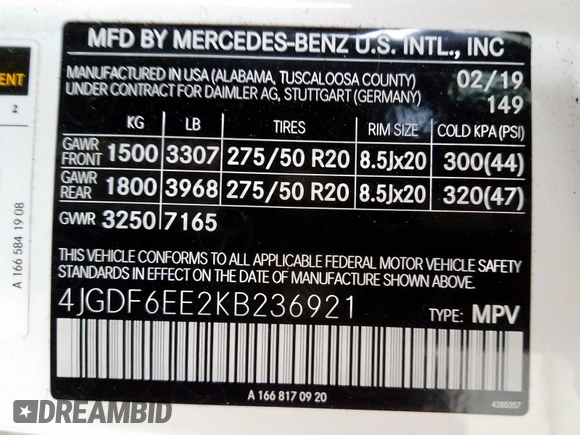 MFD BY MERCEDES-BENZ U.S. INTL., INC
MANUFACTURED IN USA (ALABAMA, TUSCALOOSA COUNTY) 02/19
UNDER CONTRACT FOR DAIMLER AG, STUTTGART (GERMANY) 149
KG LB TIRES RIM SIZE COLD KPA (PSI)
GAWR FRONT 1500 3307 275/50 R20 8.5Jx20 300(44)
GAWR REAR 1800 3968 275/50 R20 8.5Jx20 320(47)
GVWR 3250 7165
THIS VEHICLE CONFORMS TO ALL APPLICABLE FEDERAL MOTOR VEHICLE SAFETY
STANDARDS IN EFFECT ON THE DATE OF MANUFACTURE SHOWN ABOVE.
4JGDF6EE2KB236921 TYPE: MPV
A 166 817 09 20
4380357
2
A 166 584 19 08
DREAMBID